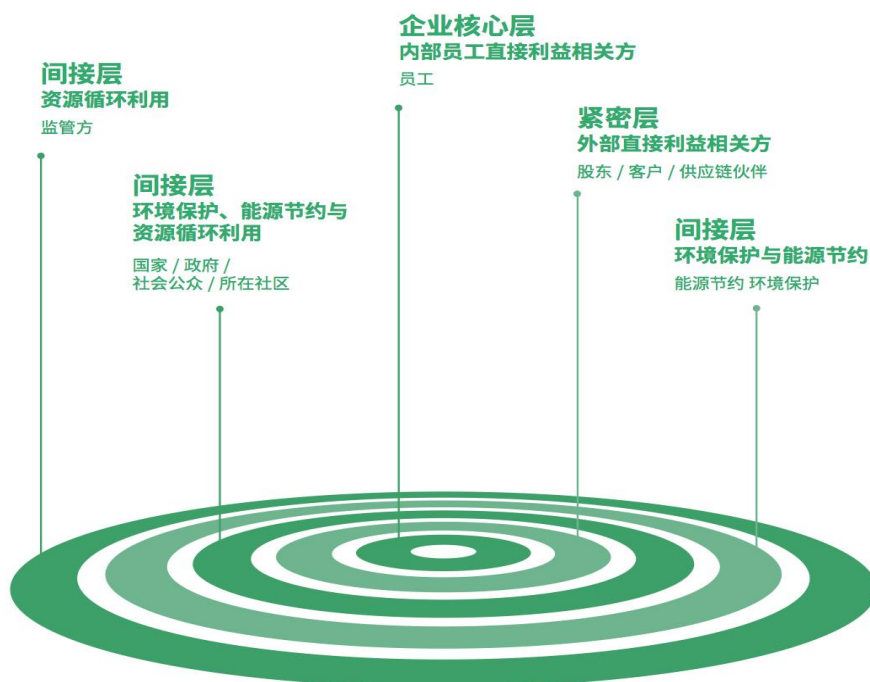 企业核心层
内部员工直接利益相关方
员工
间接层
资源循环利用
监管方
紧密层
外部直接利益相关方
股东 / 客户 / 供应链伙伴
间接层
环境保护、能源节约与
资源循环利用
国家 / 政府 /
社会公众 / 所在社区
间接层
环境保护与能源节约
能源节约 环境保护